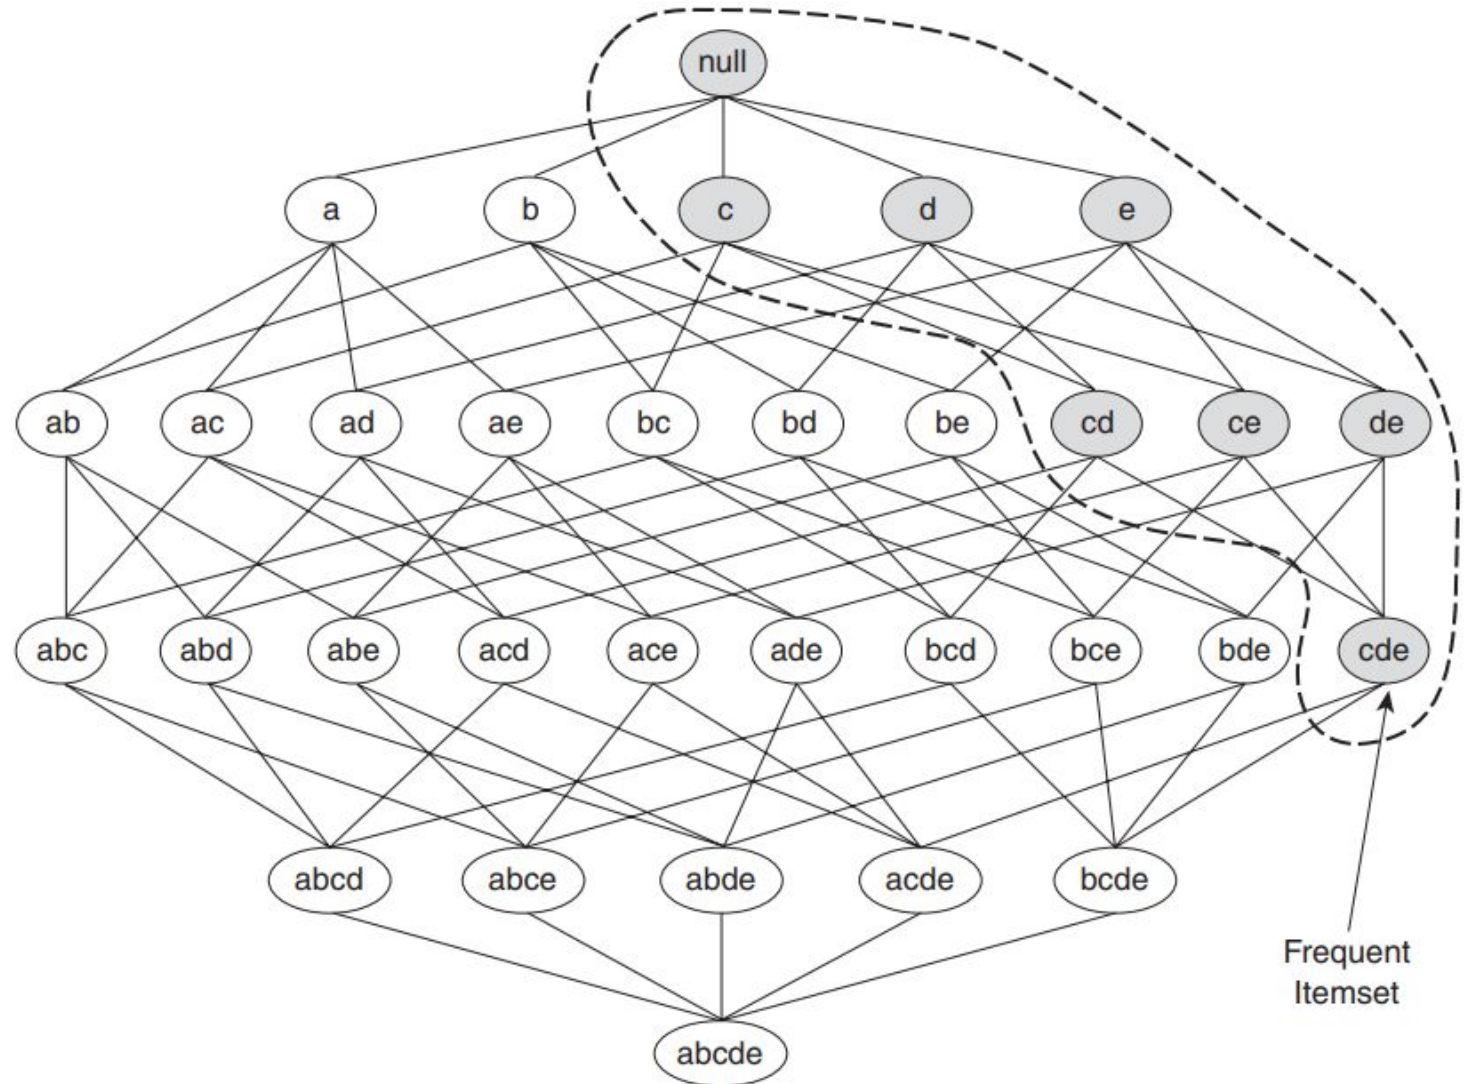 null
a b c d e
ab ac ad ae bc bd be cd ce de
abc abd abe acd ace ade bcd bce bde cde
abcd abce abde acde bcde
Frequent
Itemset
abcde